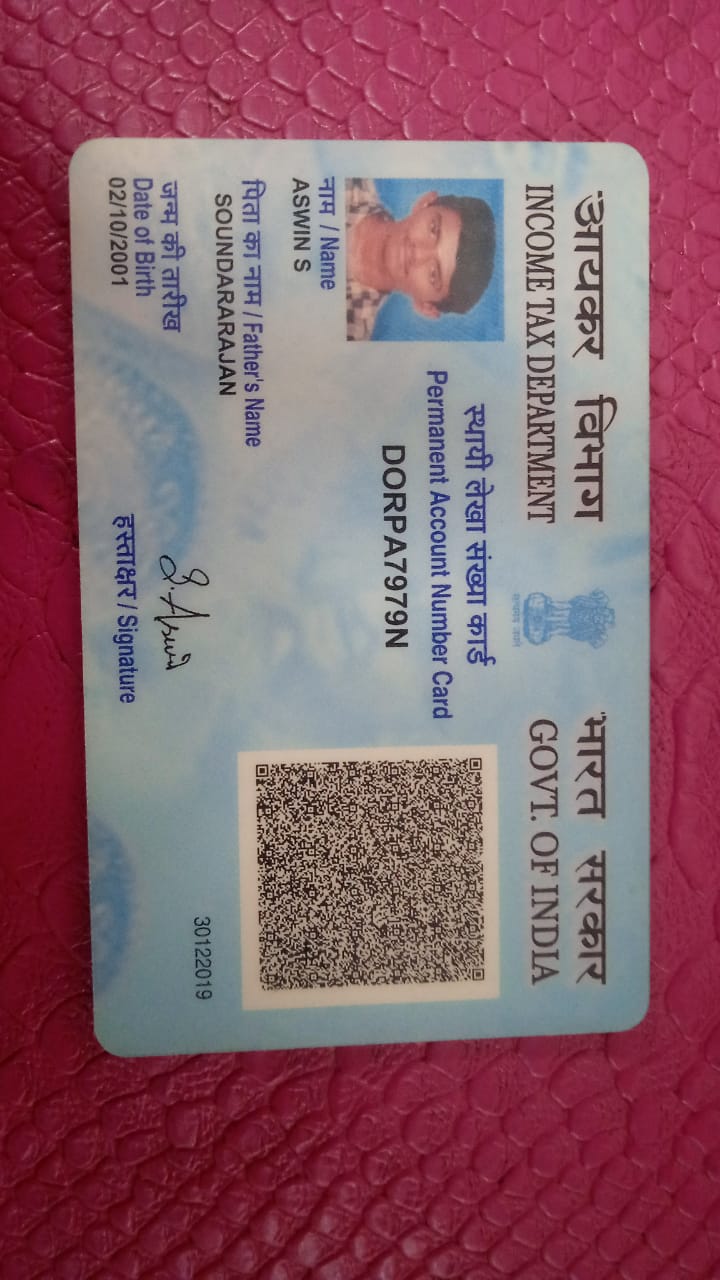 आयकर विभाग
INCOME TAX DEPARTMENT
सत्यमेव जयते
भारत सरकार
GOVT. OF INDIA
स्थायी लेखा संख्या कार्ड
Permanent Account Number Card
DORPA7979N
नाम / Name
ASWIN S
पिता का नाम / Father's Name
SOUNDARARAJAN
जन्म की तारीख
Date of Birth
02/10/2001
S. Aswin
हस्ताक्षर / Signature
30122019